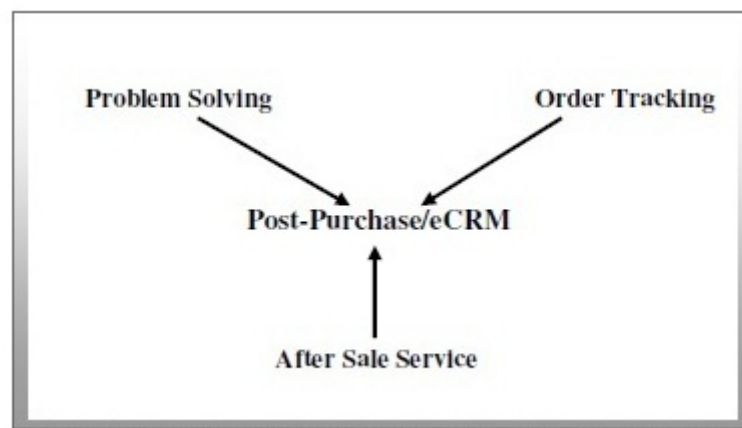 Problem Solving
Order Tracking
Post-Purchase/eCRM
After Sale Service